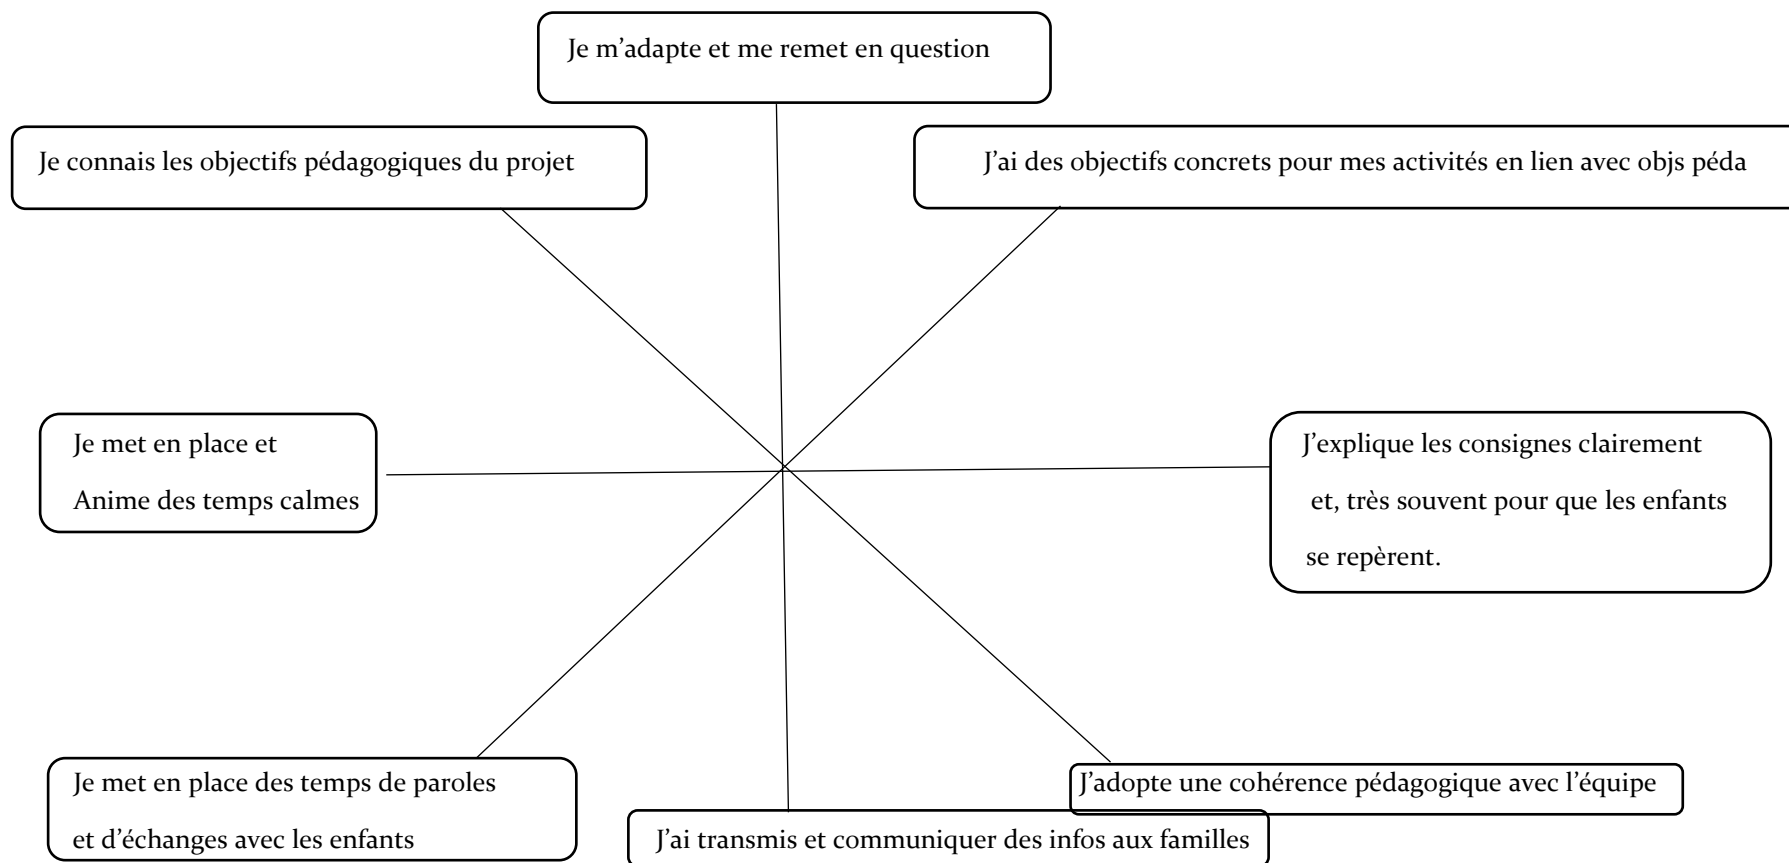 Je m’adapte et me remet en question
Je connais les objectifs pédagogiques du projet
J’ai des objectifs concrets pour mes activités en lien avec objs péda
Je met en place et
Anime des temps calmes
J’explique les consignes clairement
et, très souvent pour que les enfants
se repèrent.
Je met en place des temps de paroles
et d’échanges avec les enfants
J’adopte une cohérence pédagogique avec l’équipe
J’ai transmis et communiquer des infos aux familles